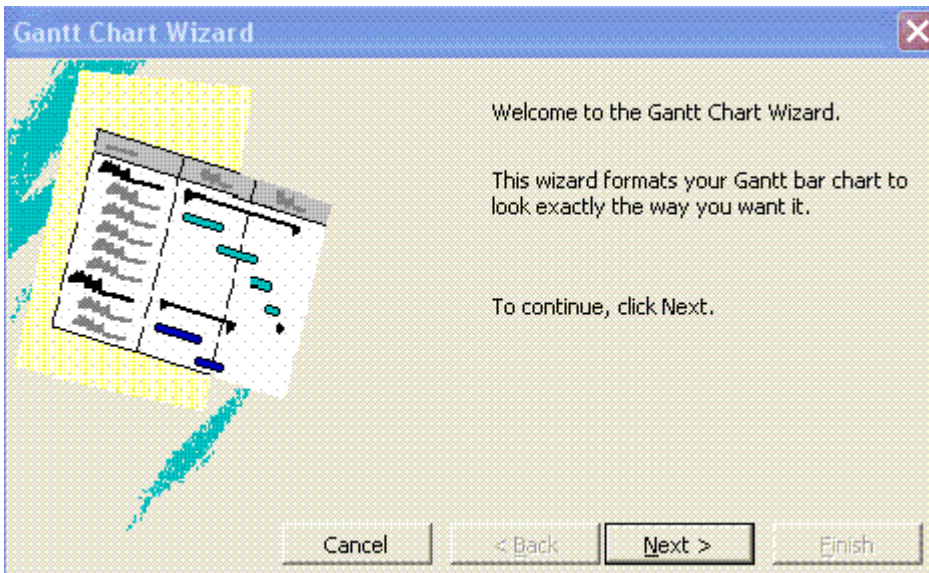 Gantt Chart Wizard
Welcome to the Gantt Chart Wizard.
This wizard formats your Gantt bar chart to
look exactly the way you want it.
To continue, click Next.
Cancel
< Back
Next >
Finish